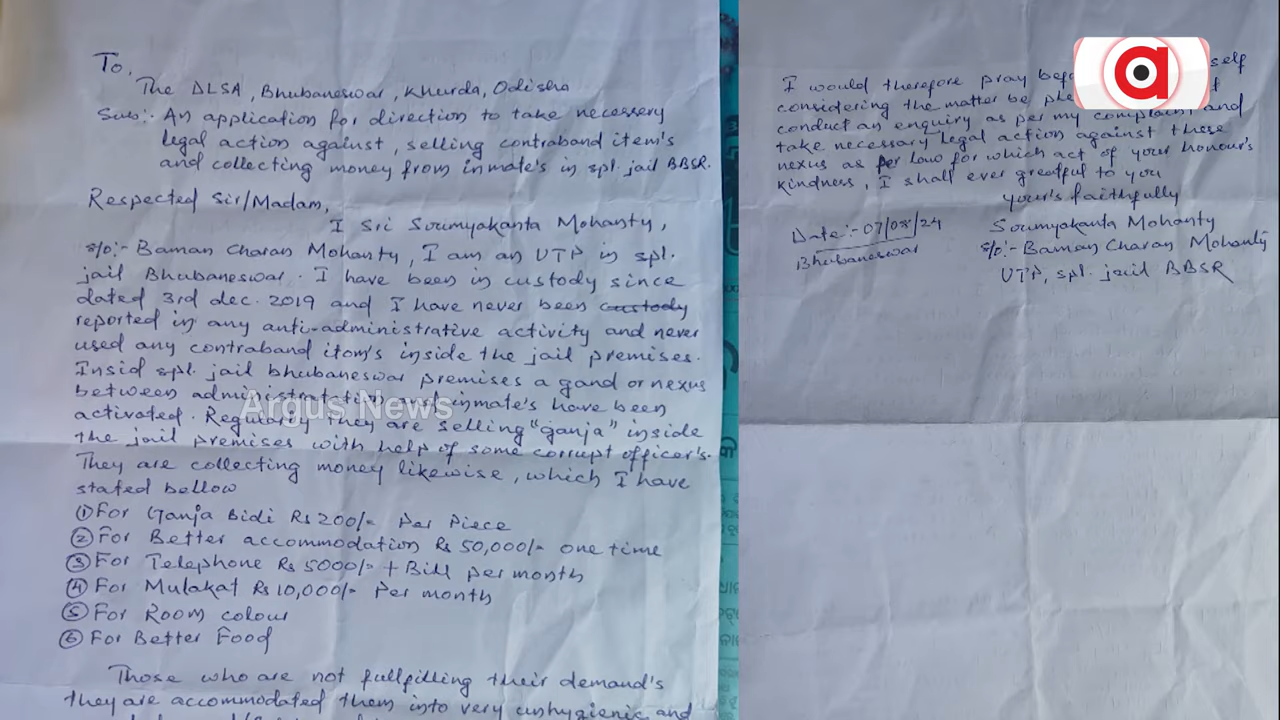 To,
The DLSA, Bhubaneswar, Khurda, Odisha
Sub:- An application for direction to take necessery
legal action against, selling contraband item's
and collecting money from inmate's in spl. jail BBSR.
Respected Sir/Madam,
I Sri Soumyakanta Mohanty,
s/o:- Baman Charan Mohanty, I am an UTP in spl.
jail Bhubaneswar. I have been in custody since
dated 3rd dec. 2019 and I have never been custody
reported in any anti-administrative activity and never
used any contraband itom's inside the jail premises.
Insid spl. jail bhubaneswar premises a gand or nexus
between administratation and inmate's have been
activated. Regularly they are selling "ganja" inside
the jail premises with help of some corrupt officer's.
They are collecting money likewise, which I have
stated bellow
① For Ganja Bidi Rs 200/- Per Piece
② For Better accommodation Rs 50,000/- one time
③ For Telephone Rs 5000/- + Bill per month
④ For Mulakat Rs 10,000/- Per month
⑤ For Room colour
⑥ For Better Food
Those who are not fullfilling their demand's
they are accommodated them into very unhygienic and
Argus News
a
I would therefore pray self
considering the matter be
conduct an enquiry as per my complaint and
take necessary legal action against these
nexus as per law for which act of your honour's
kindness, I shall ever greatful to you
your's faithfully
Date:- 07/08/24
Bhubaneswar
Soumyakanta Mohanty
s/o:- Baman Charan Mohanty
UTP, spl. jail BBSR